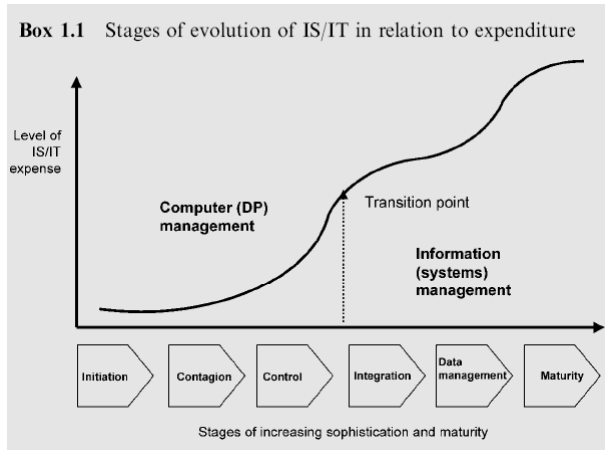 Box 1.1 Stages of evolution of IS/IT in relation to expenditure
Level of
IS/IT
expense
Computer (DP)
management
Transition point
Information
(systems)
management
Initiation
Contagion
Control
Integration
Data
management
Maturity
Stages of increasing sophistication and maturity